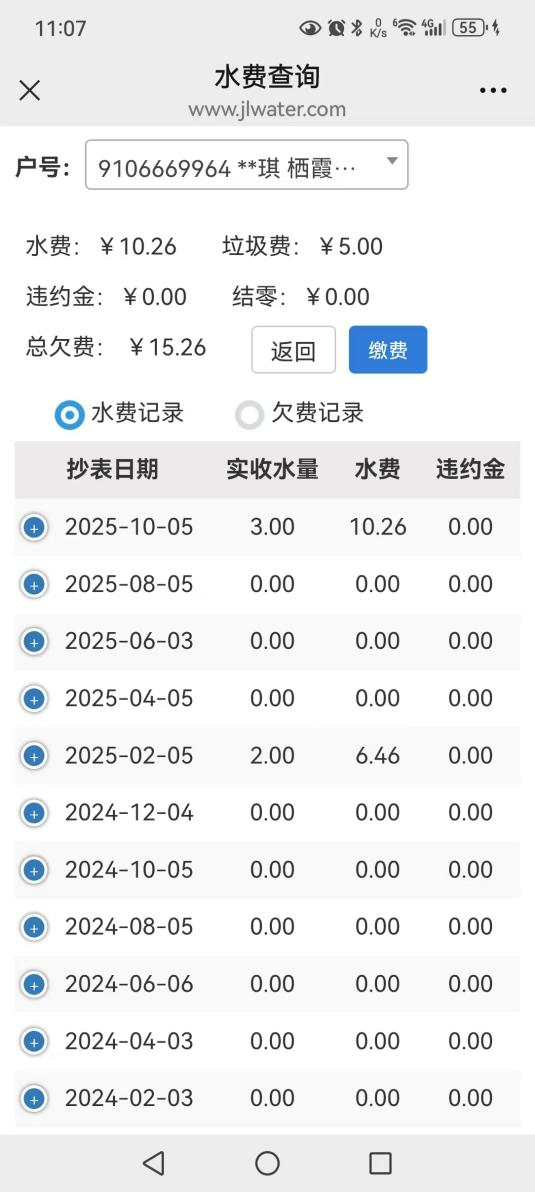 11:07 0 K/s 6 4G 55
水费查询
www.jlwater.com
户号： 9106669964 **琪 栖霞…
水费： ￥10.26 垃圾费： ￥5.00
违约金： ￥0.00 结零： ￥0.00
总欠费： ￥15.26 返回 缴费
水费记录 欠费记录
抄表日期 实收水量 水费 违约金
+ 2025-10-05 3.00 10.26 0.00
+ 2025-08-05 0.00 0.00 0.00
+ 2025-06-03 0.00 0.00 0.00
+ 2025-04-05 0.00 0.00 0.00
+ 2025-02-05 2.00 6.46 0.00
+ 2024-12-04 0.00 0.00 0.00
+ 2024-10-05 0.00 0.00 0.00
+ 2024-08-05 0.00 0.00 0.00
+ 2024-06-06 0.00 0.00 0.00
+ 2024-04-03 0.00 0.00 0.00
+ 2024-02-03 0.00 0.00 0.00